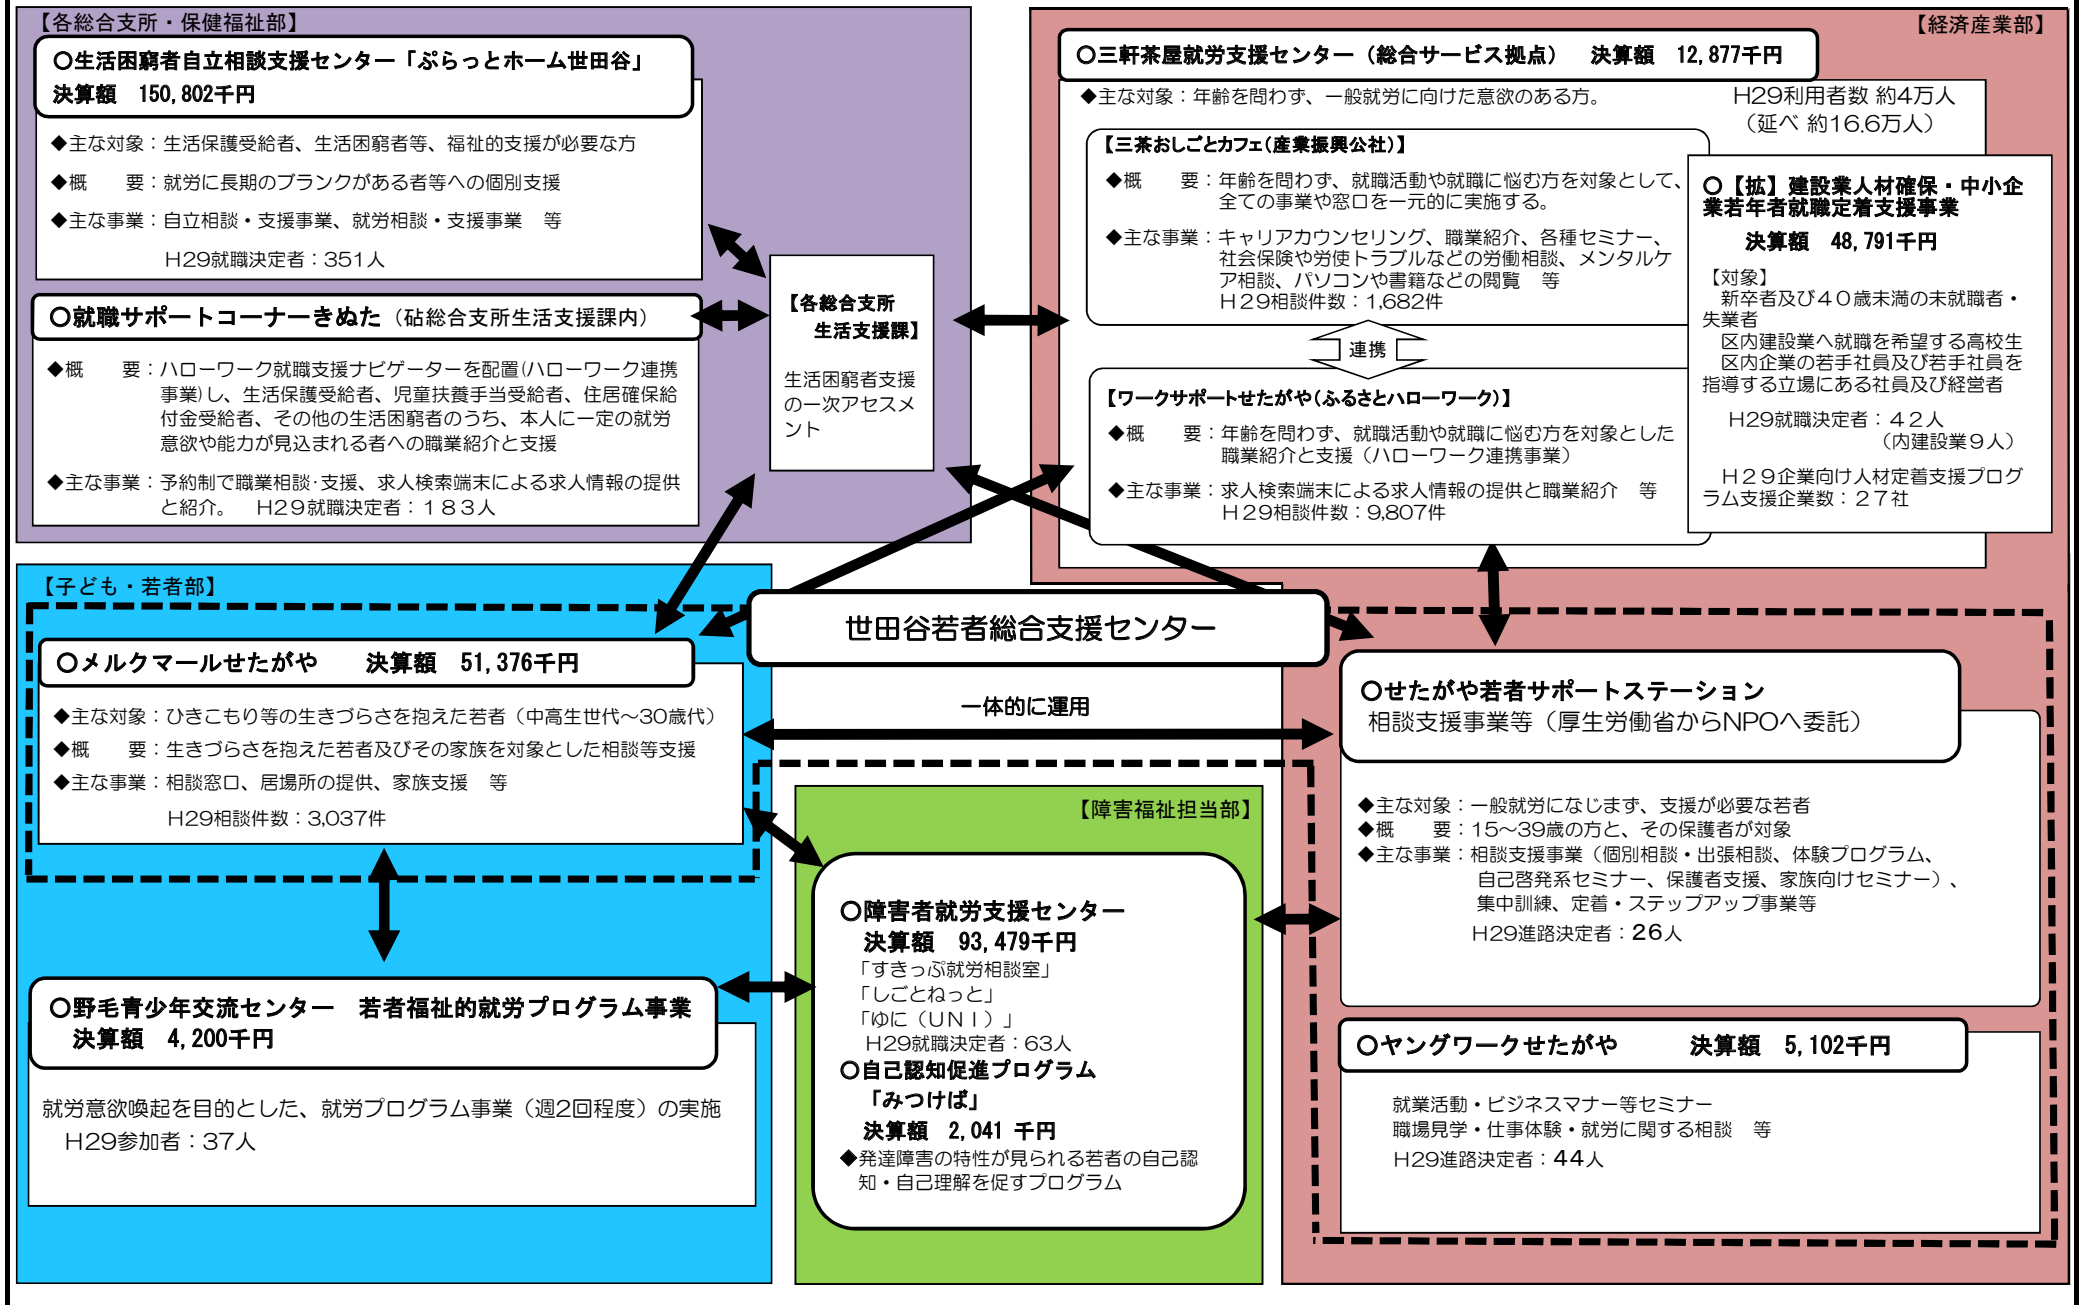 【各総合支所・保健福祉部】
○生活困窮者自立相談支援センター「ぷらっとホーム世田谷」
決算額　150,802千円
◆主な対象：生活保護受給者、生活困窮者等、福祉的支援が必要な方
◆概　　要：就労に長期のブランクがある者等への個別支援
◆主な事業：自立相談・支援事業、就労相談・支援事業　等
H29就職決定者：351人
○就職サポートコーナーきぬた（砧総合支所生活支援課内）
◆概　　要：ハローワーク就職支援ナビゲーターを配置(ハローワーク連携
事業)し、生活保護受給者、児童扶養手当受給者、住居確保給
付金受給者、その他の生活困窮者のうち、本人に一定の就労
意欲や能力が見込まれる者への職業紹介と支援
◆主な事業：予約制で職業相談･支援、求人検索端末による求人情報の提供
と紹介。　H29就職決定者：１８３人
【各総合支所
生活支援課】
生活困窮者支援
の一次アセスメ
ント
【経済産業部】
○三軒茶屋就労支援センター（総合サービス拠点）　決算額　12,877千円
◆主な対象：年齢を問わず、一般就労に向けた意欲のある方。
H29利用者数 約4万人
（延べ 約16.6万人）
【三茶おしごとカフェ(産業振興公社)】
◆概　　要：年齢を問わず、就職活動や就職に悩む方を対象として、
全ての事業や窓口を一元的に実施する。
◆主な事業：キャリアカウンセリング、職業紹介、各種セミナー、
社会保険や労使トラブルなどの労働相談、メンタルケ
ア相談、パソコンや書籍などの閲覧　等
H29相談件数：1,682件
連携
【ワークサポートせたがや(ふるさとハローワーク)】
◆概　　要：年齢を問わず、就職活動や就職に悩む方を対象とした
職業紹介と支援（ハローワーク連携事業）
◆主な事業：求人検索端末による求人情報の提供と職業紹介　等
H29相談件数：9,807件
○【拡】建設業人材確保・中小企
業若年者就職定着支援事業
決算額　48,791千円
【対象】
新卒者及び４０歳未満の未就職者・
失業者
区内建設業へ就職を希望する高校生
区内企業の若手社員及び若手社員を
指導する立場にある社員及び経営者
H29就職決定者：４２人
（内建設業９人）
Ｈ２９企業向け人材定着支援プログ
ラム支援企業数：２７社
【子ども・若者部】
世田谷若者総合支援センター
○メルクマールせたがや　　決算額　51,376千円
◆主な対象：ひきこもり等の生きづらさを抱えた若者（中高生世代～30歳代）
◆概　　要：生きづらさを抱えた若者及びその家族を対象とした相談等支援
◆主な事業：相談窓口、居場所の提供、家族支援　等
H29相談件数：3,037件
一体的に運用
○せたがや若者サポートステーション
相談支援事業等（厚生労働省からNPOへ委託）
◆主な対象：一般就労になじまず、支援が必要な若者
◆概　　要：15～39歳の方と、その保護者が対象
◆主な事業：相談支援事業（個別相談・出張相談、体験プログラム、
自己啓発系セミナー、保護者支援、家族向けセミナー）、
集中訓練、定着・ステップアップ事業等
H29進路決定者：26人
【障害福祉担当部】
○障害者就労支援センター
決算額　93,479千円
「すきっぷ就労相談室」
「しごとねっと」
「ゆに（ＵＮＩ）」
H29就職決定者：63人
○自己認知促進プログラム
「みつけば」
決算額　2,041 千円
◆発達障害の特性が見られる若者の自己認
知・自己理解を促すプログラム
○野毛青少年交流センター　若者福祉的就労プログラム事業
決算額　4,200千円
就労意欲喚起を目的とした、就労プログラム事業（週2回程度）の実施
H29参加者：37人
○ヤングワークせたがや　　　決算額　5,102千円
就業活動・ビジネスマナー等セミナー
職場見学・仕事体験・就労に関する相談　等
H29進路決定者：44人